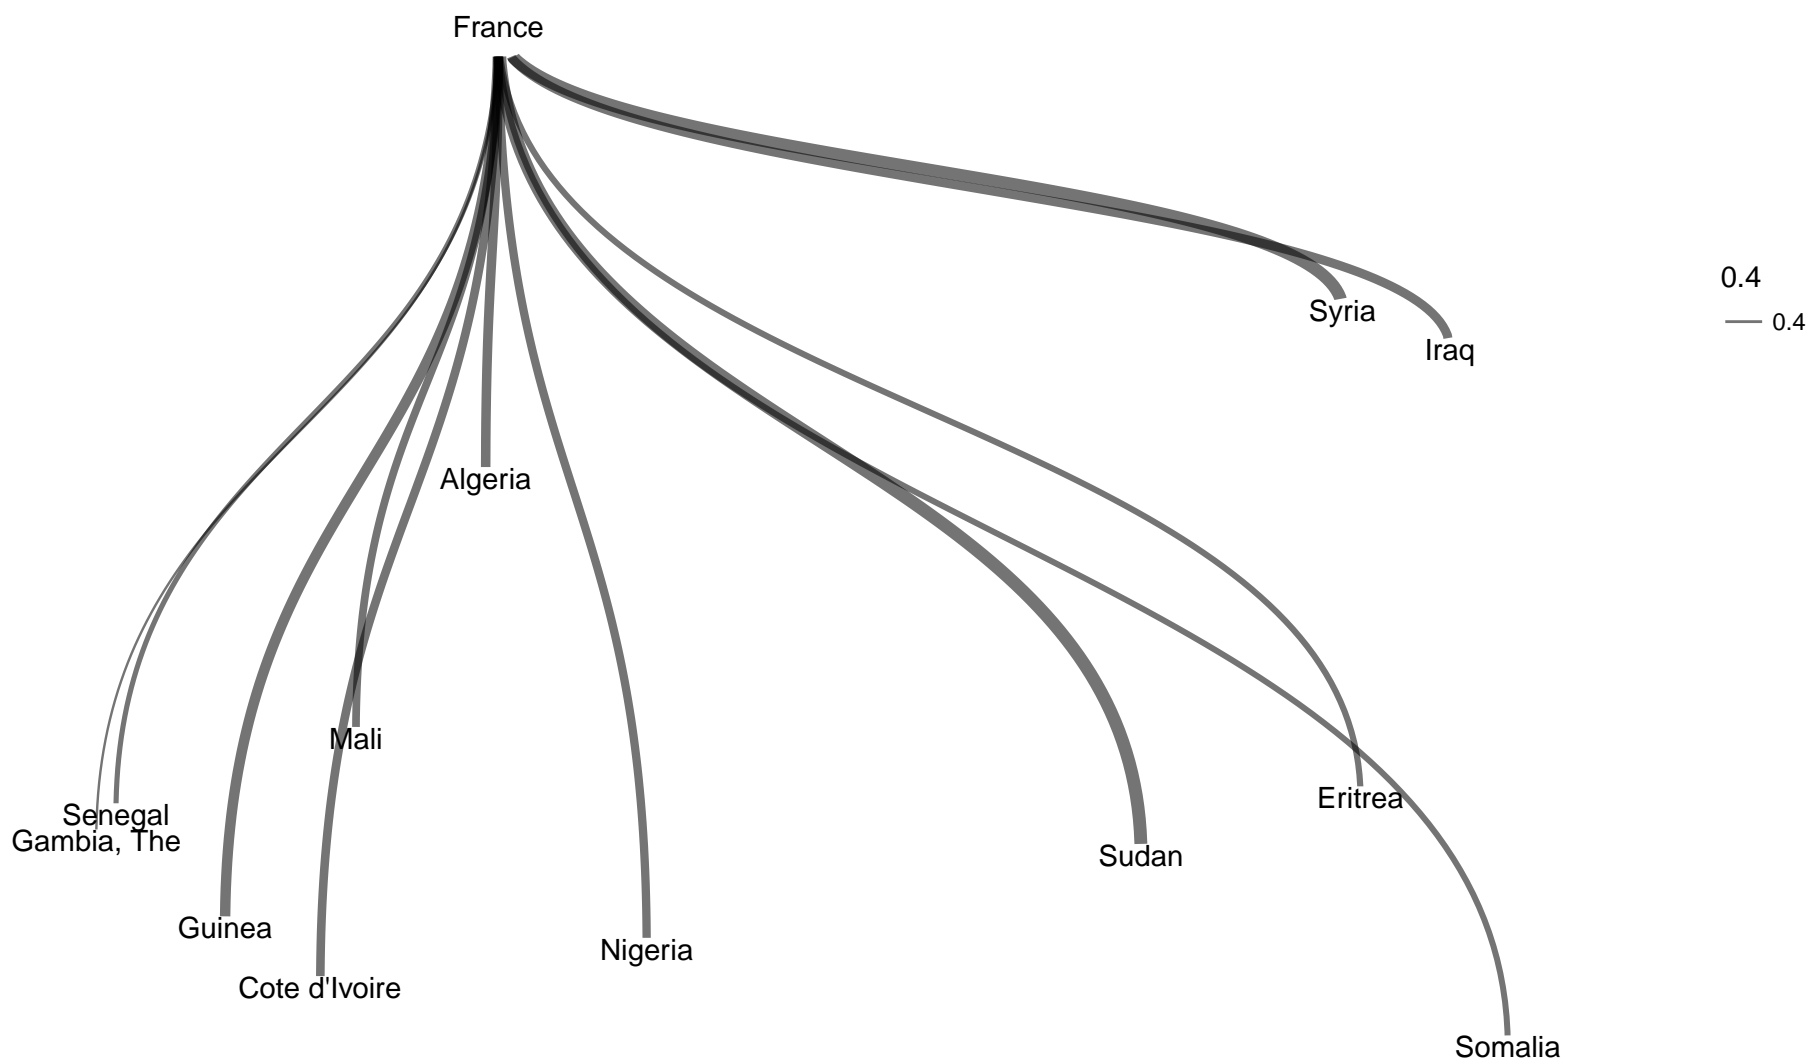 France
0.4
Syria
0.4
Iraq
Algeria
Mali
Eritrea
Senegal
Gambia, The
Sudan
Guinea
Nigeria
Cote d'Ivoire
Somalia